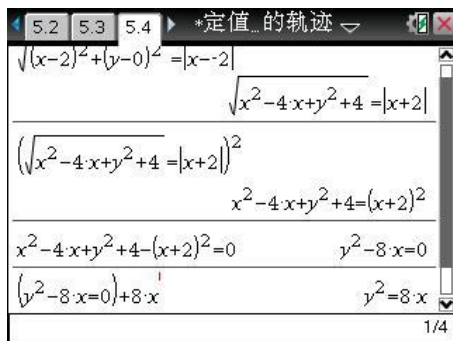 5.2 5.3 5.4 *定值_的轨迹
√((x-2)²+(y-0)²) =|x--2|
√(x²-4·x+y²+4) =|x+2|
(√(x²-4·x+y²+4) =|x+2|)²
x²-4·x+y²+4=(x+2)²
x²-4·x+y²+4-(x+2)²=0 y²-8·x=0
(y²-8·x=0)+8·x y²=8·x
1/4